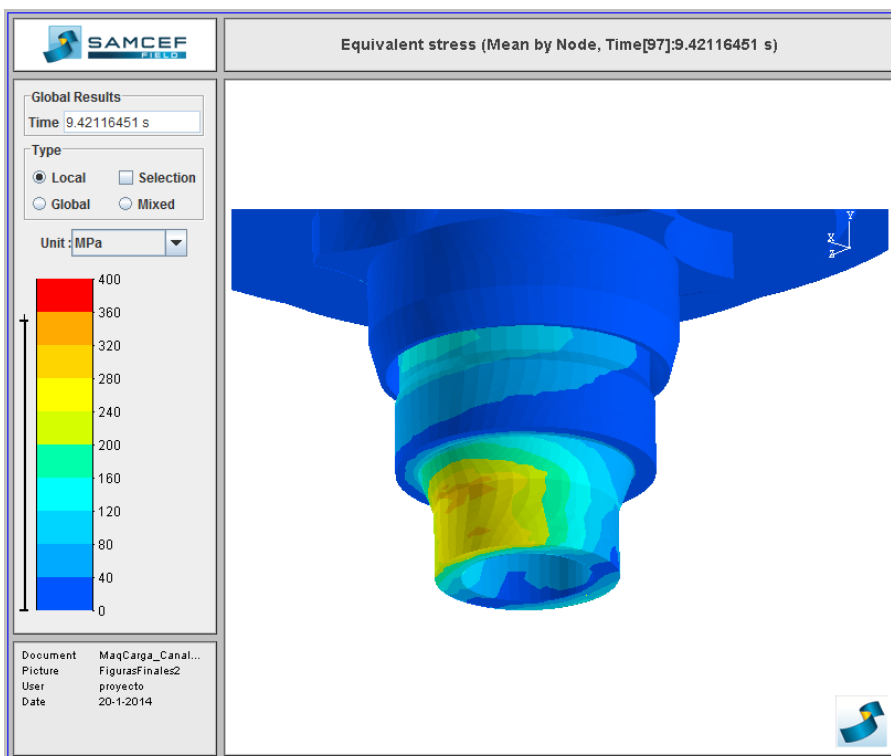 SAMCEF
FIELD
Equivalent stress (Mean by Node, Time[97]:9.42116451 s)
Global Results
Time 9.42116451 s
Type
Local Selection
Global Mixed
Unit : MPa
400
360
320
280
240
200
160
120
80
40
0
Y
X
Z
Document MaqCarga_Canal...
Picture FigurasFinales2
User proyecto
Date 20-1-2014